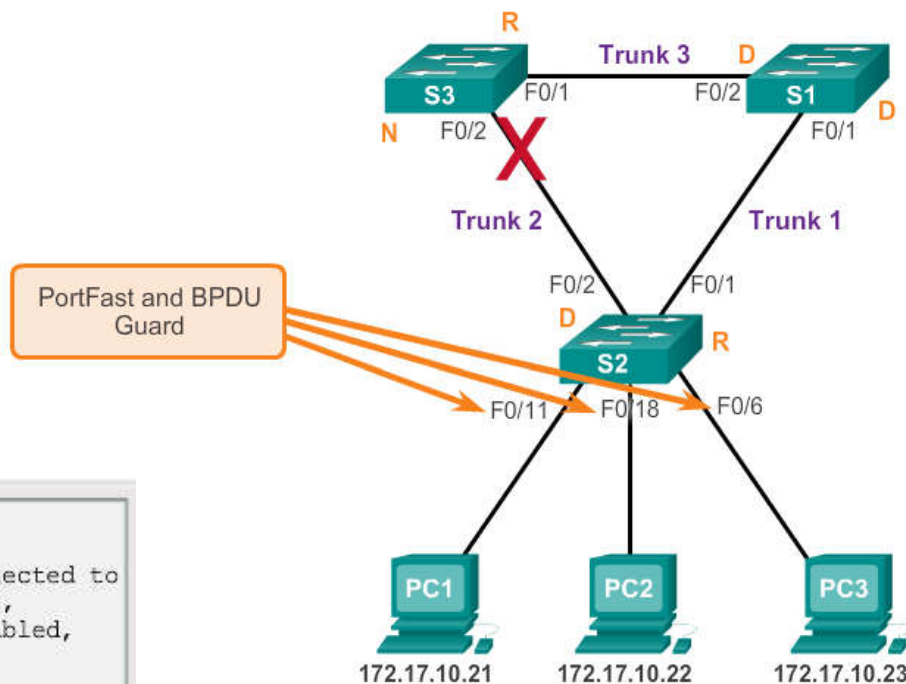 R
Trunk 3
D
S3
F0/1
F0/2
S1
N
F0/2
F0/1
D
Trunk 2
Trunk 1
PortFast and BPDU
Guard
F0/2
F0/1
D
R
S2
F0/11
F0/18
F0/6
ected to
,
bled,
PC1
PC2
PC3
172.17.10.21
172.17.10.22
172.17.10.23